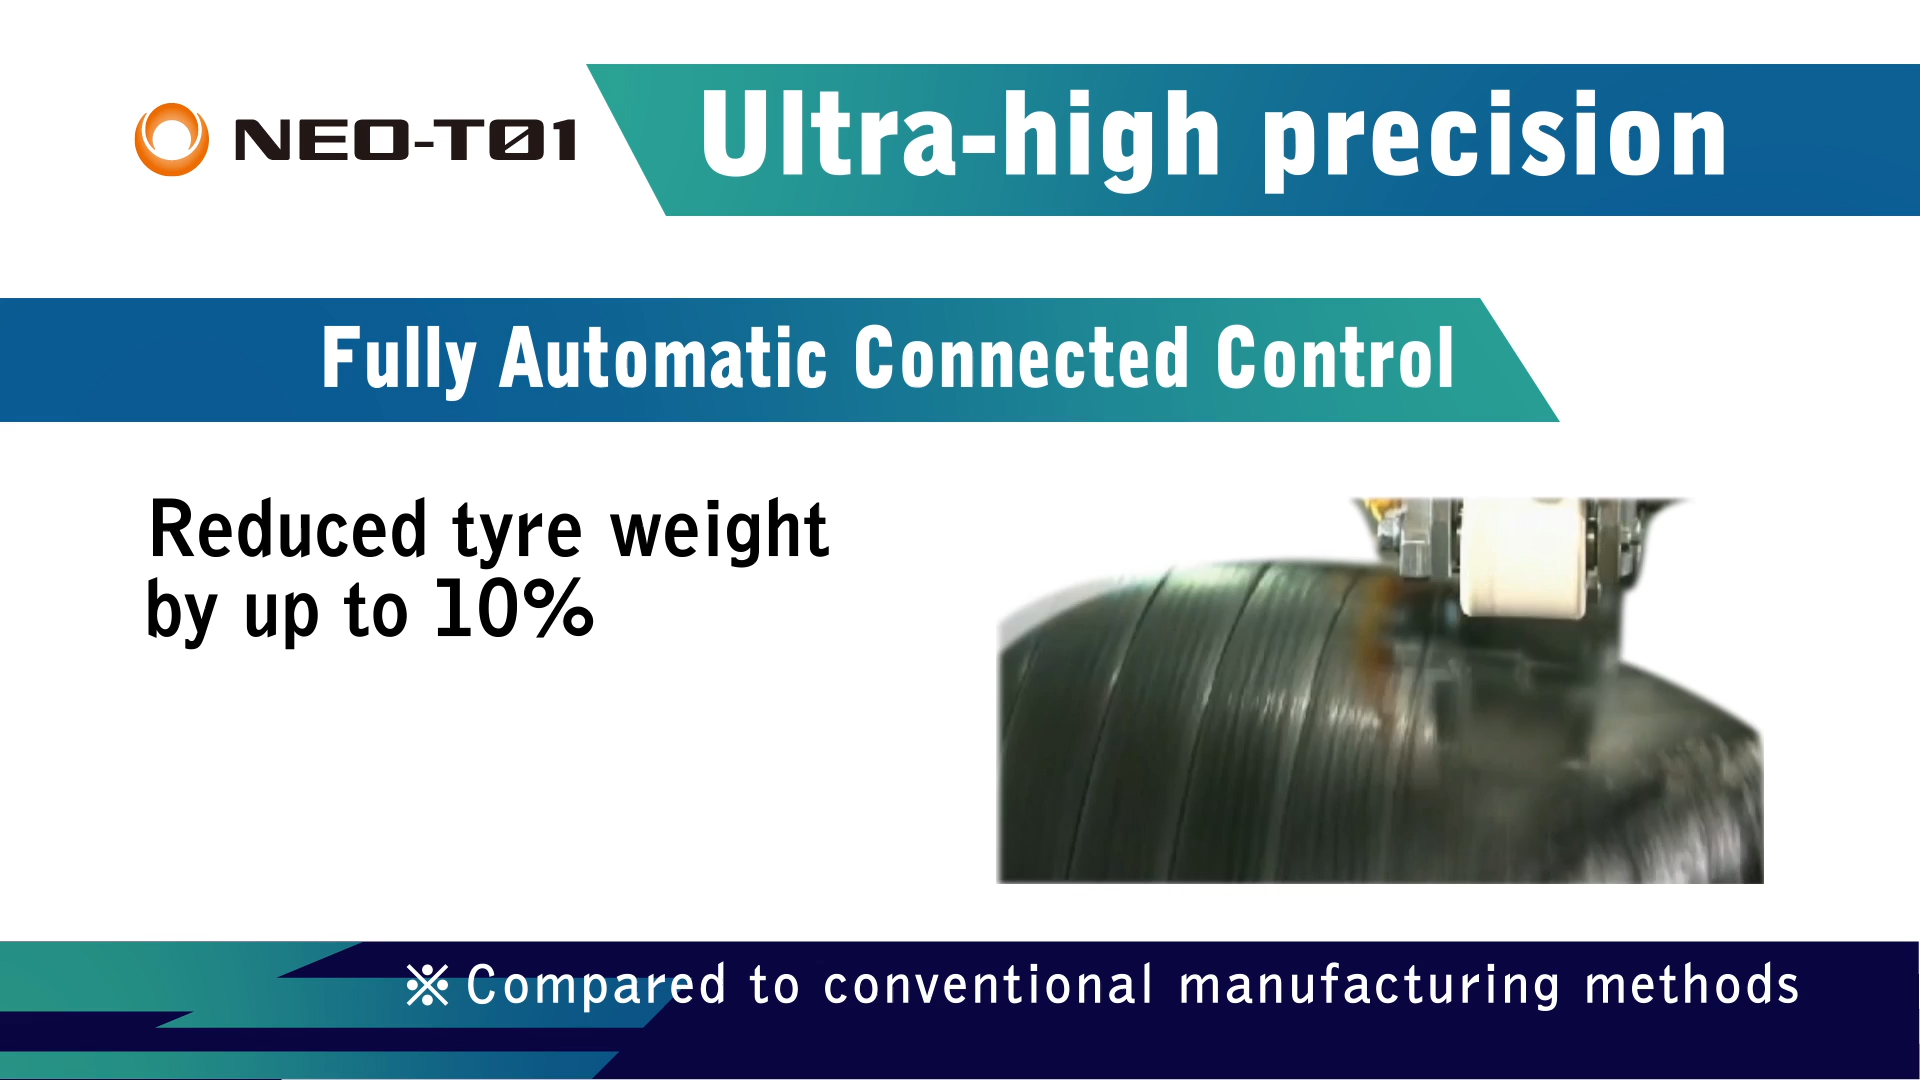 NEO-T01
Ultra-high precision
Fully Automatic Connected Control
Reduced tyre weight
by up to 10%
※Compared to conventional manufacturing methods